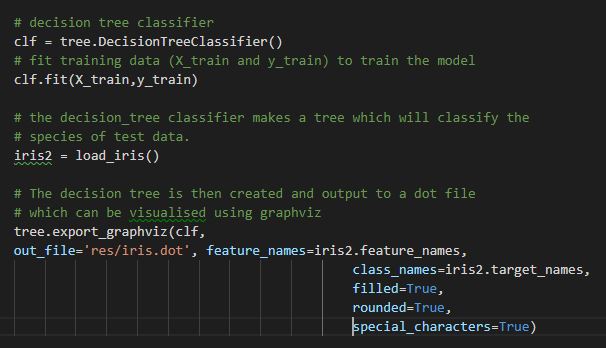 # decision tree classifier
clf = tree.DecisionTreeClassifier()
# fit training data (X_train and y_train) to train the model
clf.fit(X_train,y_train)
# the decision_tree classifier makes a tree which will classify the
# species of test data.
iris2 = load_iris()
# The decision tree is then created and output to a dot file
# which can be visualised using graphviz
tree.export_graphviz(clf,
out_file='res/iris.dot', feature_names=iris2.feature_names,
class_names=iris2.target_names,
filled=True,
rounded=True,
special_characters=True)